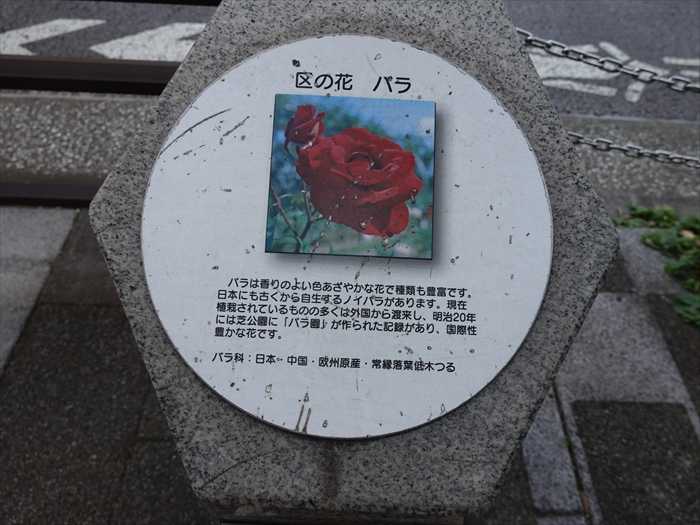 区の花　バラ
バラは香りのよい色あざやかな花で種類も豊富です。
日本にも古くから自生するノイバラがあります。現在
植栽されているものの多くは外国から渡来し、明治20年
には芝公園に「バラ園」が作られた記録があり、国際性
豊かな花です。
バラ科：日本・中国・欧州原産・常緑落葉低木つる